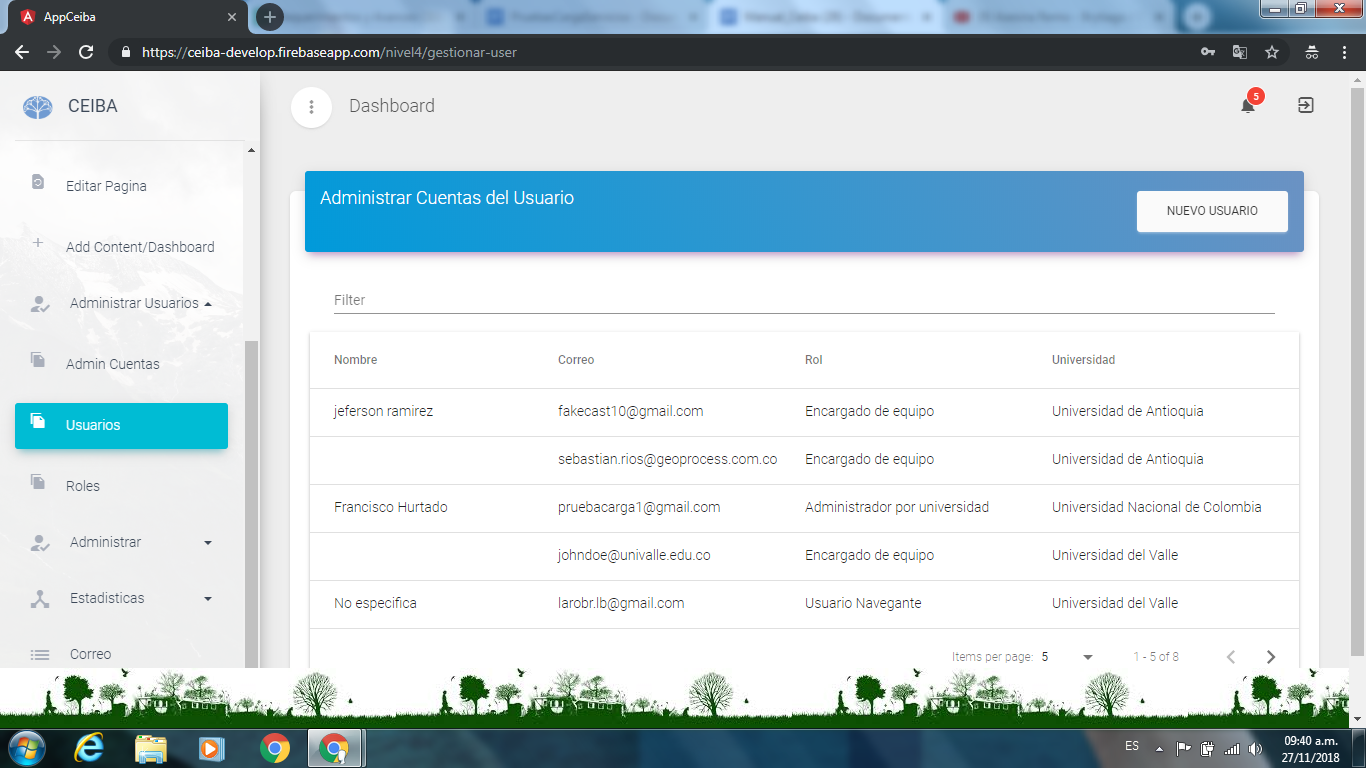 AppCeiba
https://ceiba-develop.firebaseapp.com/nivel4/gestionar-user
CEIBA
Dashboard
5
Editar Pagina
Add Content/Dashboard
Administrar Usuarios
Admin Cuentas
Usuarios
Roles
Administrar
Estadisticas
Correo
Administrar Cuentas del Usuario
NUEVO USUARIO
Filter
Nombre Correo Rol Universidad
jeferson ramirez fakecast10@gmail.com Encargado de equipo Universidad de Antioquia
sebastian.rios@geoprocess.com.co Encargado de equipo Universidad de Antioquia
Francisco Hurtado pruebacarga1@gmail.com Administrador por universidad Universidad Nacional de Colombia
johndoe@univalle.edu.co Encargado de equipo Universidad del Valle
No especifica larobr.lb@gmail.com Usuario Navegante Universidad del Valle
Items per page: 5 1 - 5 of 8
ES
09:40 a.m.
27/11/2018